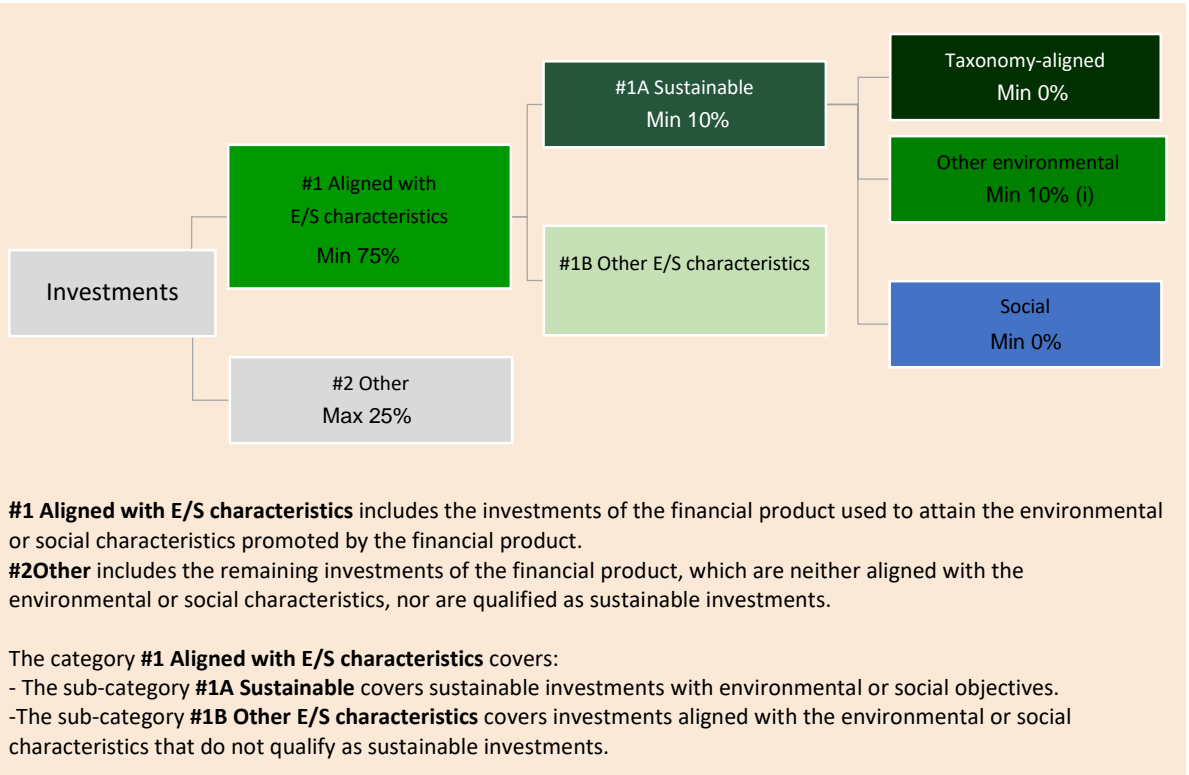 Investments
#1 Aligned with
E/S characteristics
Min 75%
#2 Other
Max 25%
#1A Sustainable
Min 10%
#1B Other E/S characteristics
Taxonomy-aligned
Min 0%
Other environmental
Min 10% (i)
Social
Min 0%
#1 Aligned with E/S characteristics includes the investments of the financial product used to attain the environmental
or social characteristics promoted by the financial product.
#2Other includes the remaining investments of the financial product, which are neither aligned with the
environmental or social characteristics, nor are qualified as sustainable investments.
The category #1 Aligned with E/S characteristics covers:
- The sub-category #1A Sustainable covers sustainable investments with environmental or social objectives.
-The sub-category #1B Other E/S characteristics covers investments aligned with the environmental or social
characteristics that do not qualify as sustainable investments.